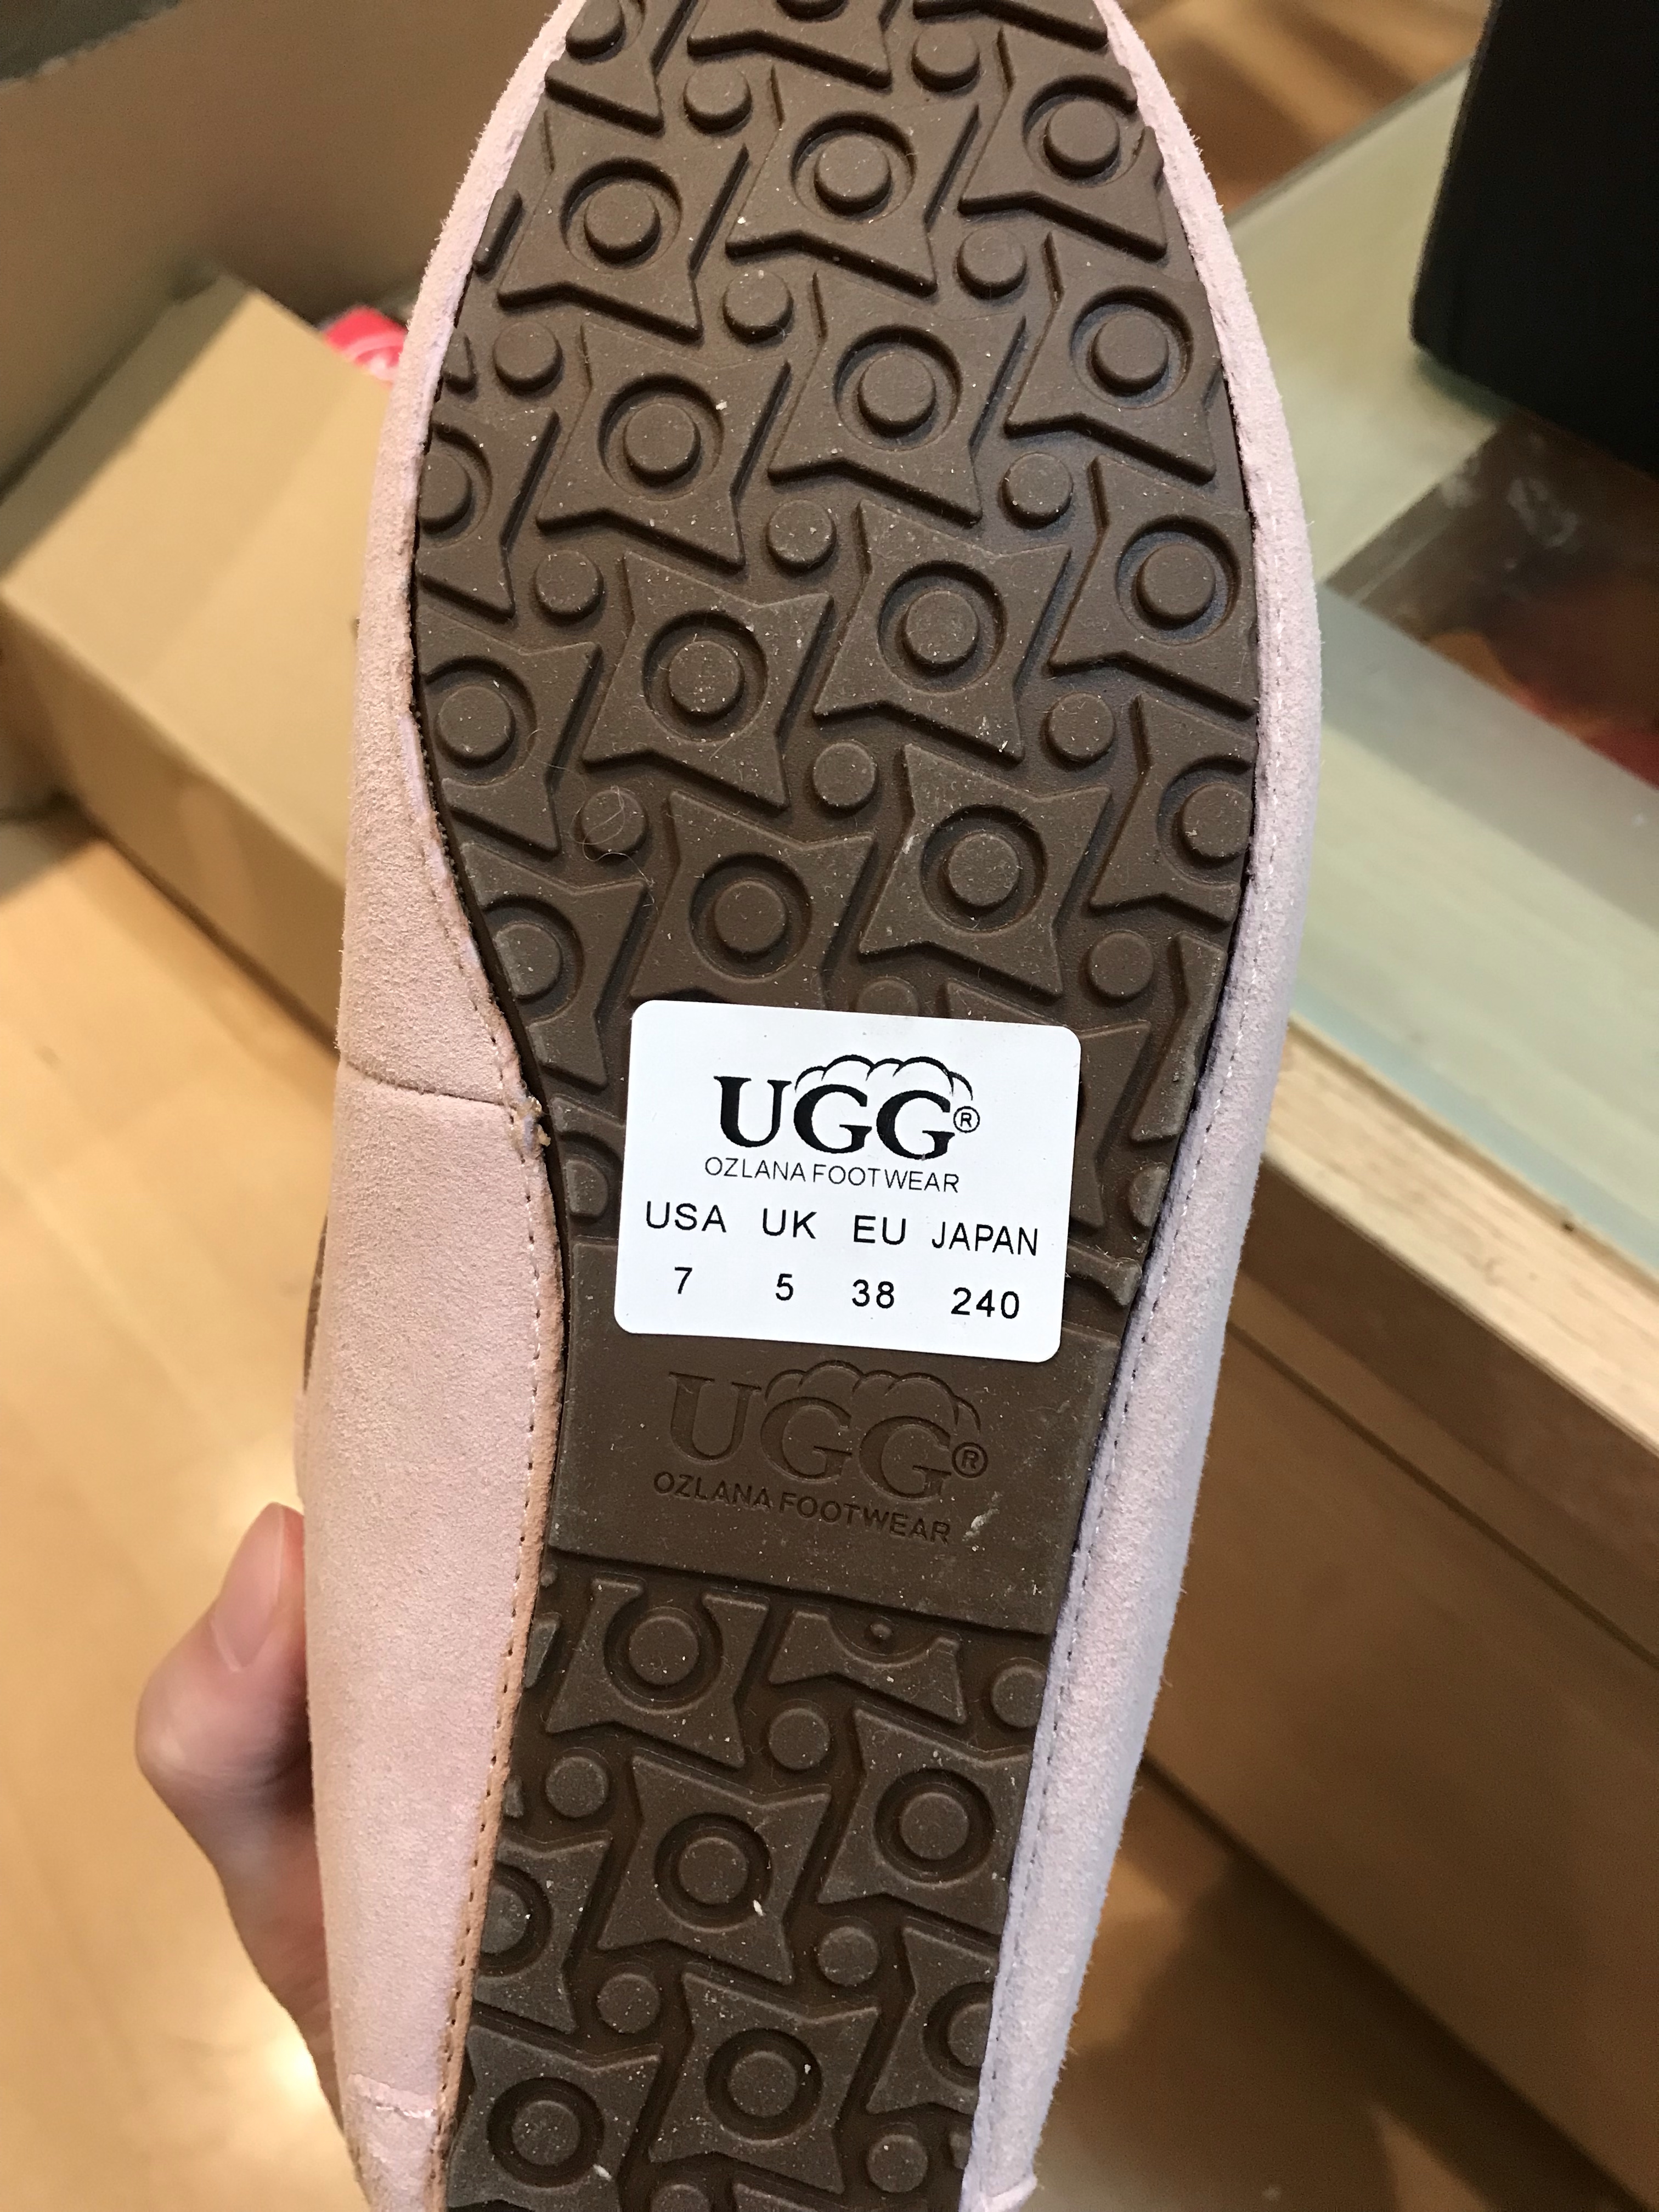 UGG®
OZLANA FOOTWEAR
USA UK EU JAPAN
7 5 38 240
UGG®
OZLANA FOOTWEAR